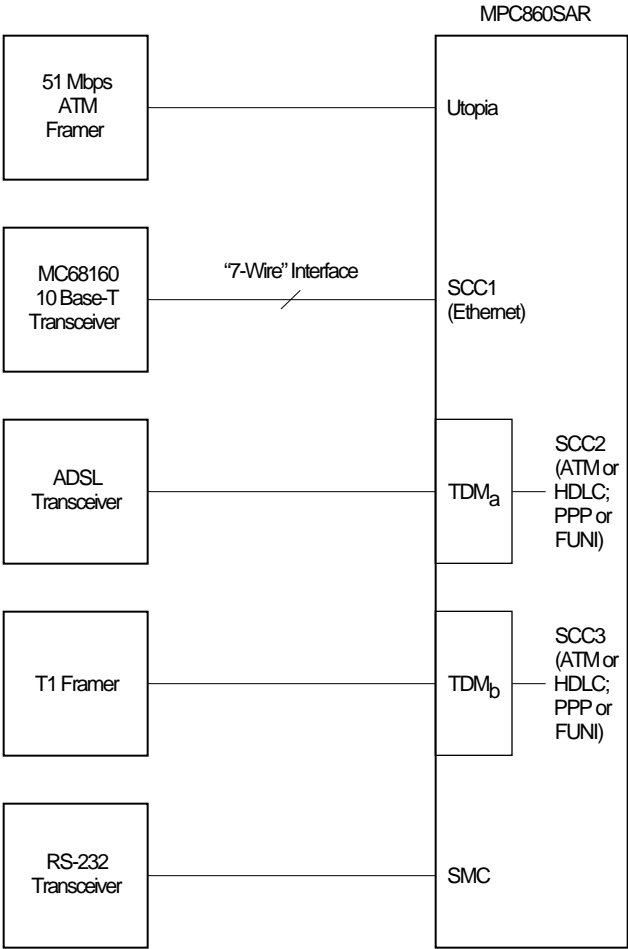 MPC860SAR
51 Mbps
ATM
Framer
Utopia
MC68160
10 Base-T
Transceiver
“7-Wire” Interface
SCC1
(Ethernet)
ADSL
Transceiver
TDMa
SCC2
(ATM or
HDLC;
PPP or
FUNI)
T1 Framer
TDMb
SCC3
(ATM or
HDLC;
PPP or
FUNI)
RS-232
Transceiver
SMC